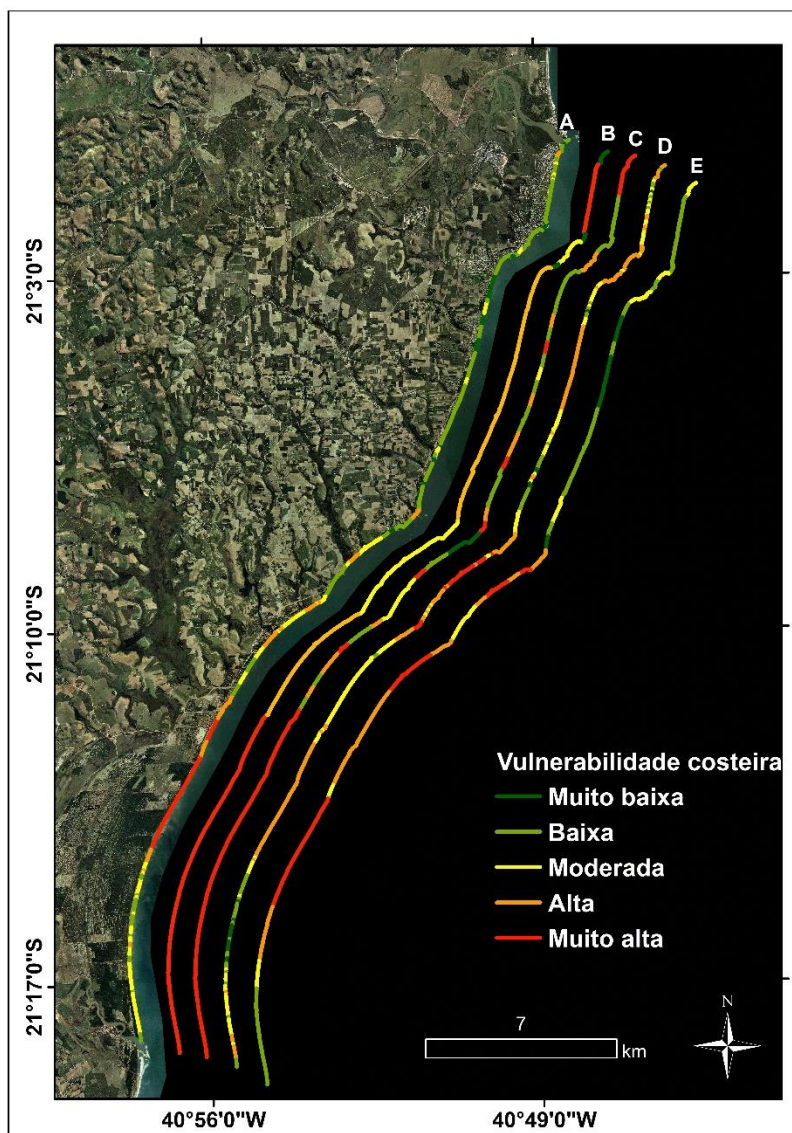 A
B
C
D
E
21°3'0"S
21°10'0"S
21°17'0"S
Vulnerabilidade costeira
Muito baixa
Baixa
Moderada
Alta
Muito alta
N
7
km
40°56'0"W
40°49'0"W